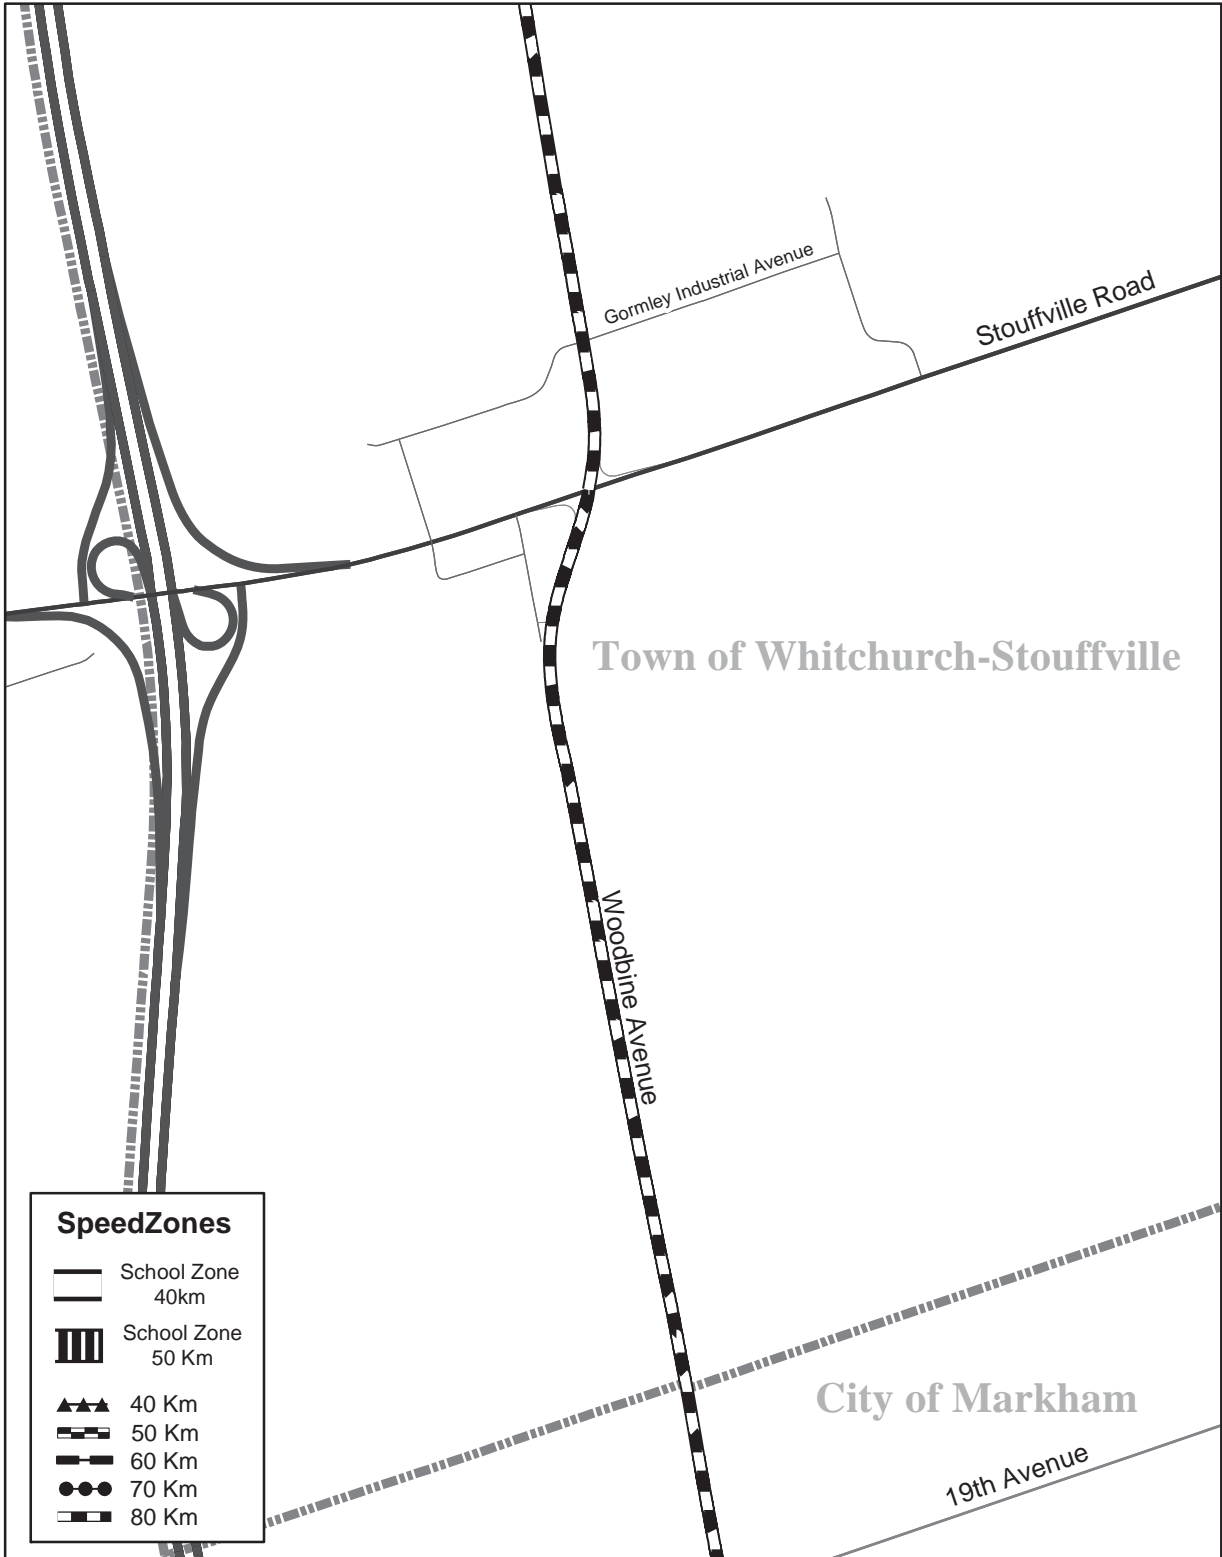 Gormley Industrial Avenue
Stouffville Road
Town of Whitchurch-Stouffville
Woodbine Avenue
City of Markham
19th Avenue
SpeedZones
School Zone
40km
School Zone
50 Km
40 Km
50 Km
60 Km
70 Km
80 Km